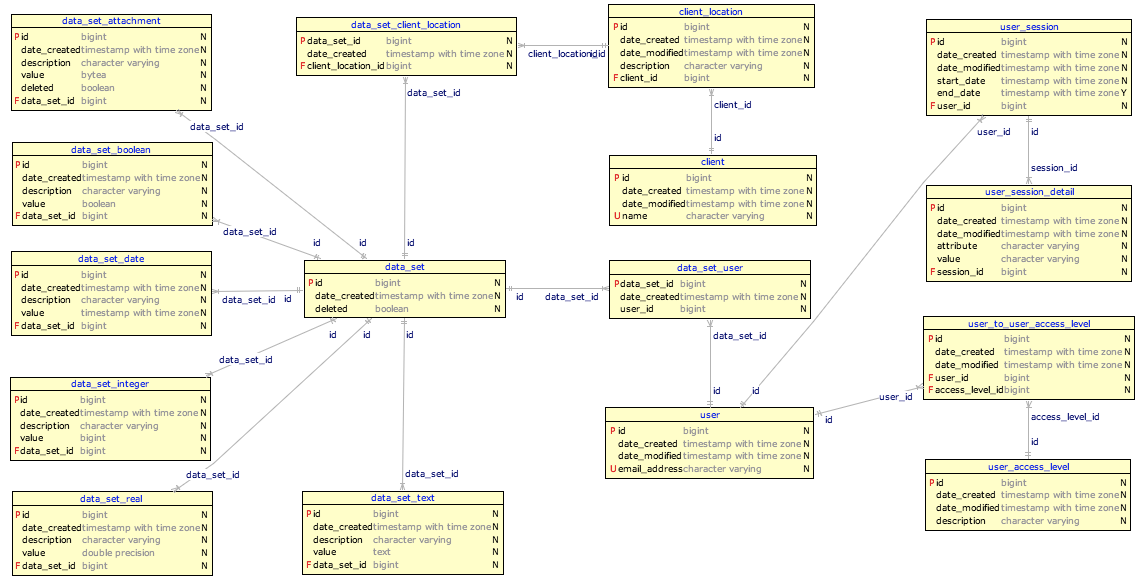 data_set_attachment
P id bigint N
date_created timestamp with time zone N
description character varying N
value bytea N
deleted boolean N
F data_set_id bigint N
data_set_client_location
P data_set_id bigint N
date_created timestamp with time zone N
F client_location_id bigint N
client_location
P id bigint N
date_created timestamp with time zone N
date_modified timestamp with time zone N
description character varying N
F client_id bigint N
user_session
P id bigint N
date_created timestamp with time zone N
date_modified timestamp with time zone N
start_date timestamp with time zone N
end_date timestamp with time zone Y
F user_id bigint N
client_location_id id
data_set_id
client_id
id
data_set_id
user_id id
session_id
data_set_boolean
P id bigint N
date_created timestamp with time zone N
description character varying N
value boolean N
F data_set_id bigint N
client
P id bigint N
date_created timestamp with time zone N
date_modified timestamp with time zone N
U name character varying N
user_session_detail
P id bigint N
date_created timestamp with time zone N
date_modified timestamp with time zone N
attribute character varying N
value character varying N
F session_id bigint N
data_set_id
id id id
data_set_date
P id bigint N
date_created timestamp with time zone N
description character varying N
value timestamp with time zone N
F data_set_id bigint N
data_set_id id
data_set
P id bigint N
date_created timestamp with time zone N
deleted boolean N
id data_set_id
data_set_user
P data_set_id bigint N
date_created timestamp with time zone N
user_id bigint N
id id id
data_set_id
data_set_id
id id
user_to_user_access_level
P id bigint N
date_created timestamp with time zone N
date_modified timestamp with time zone N
F user_id bigint N
F access_level_id bigint N
user_id
id
access_level_id
id
data_set_integer
P id bigint N
date_created timestamp with time zone N
description character varying N
value bigint N
F data_set_id bigint N
user
P id bigint N
date_created timestamp with time zone N
date_modified timestamp with time zone N
U email_address character varying N
user_access_level
P id bigint N
date_created timestamp with time zone N
date_modified timestamp with time zone N
description character varying N
data_set_id
data_set_id
data_set_real
P id bigint N
date_created timestamp with time zone N
description character varying N
value double precision N
F data_set_id bigint N
data_set_text
P id bigint N
date_created timestamp with time zone N
description character varying N
value text N
F data_set_id bigint N